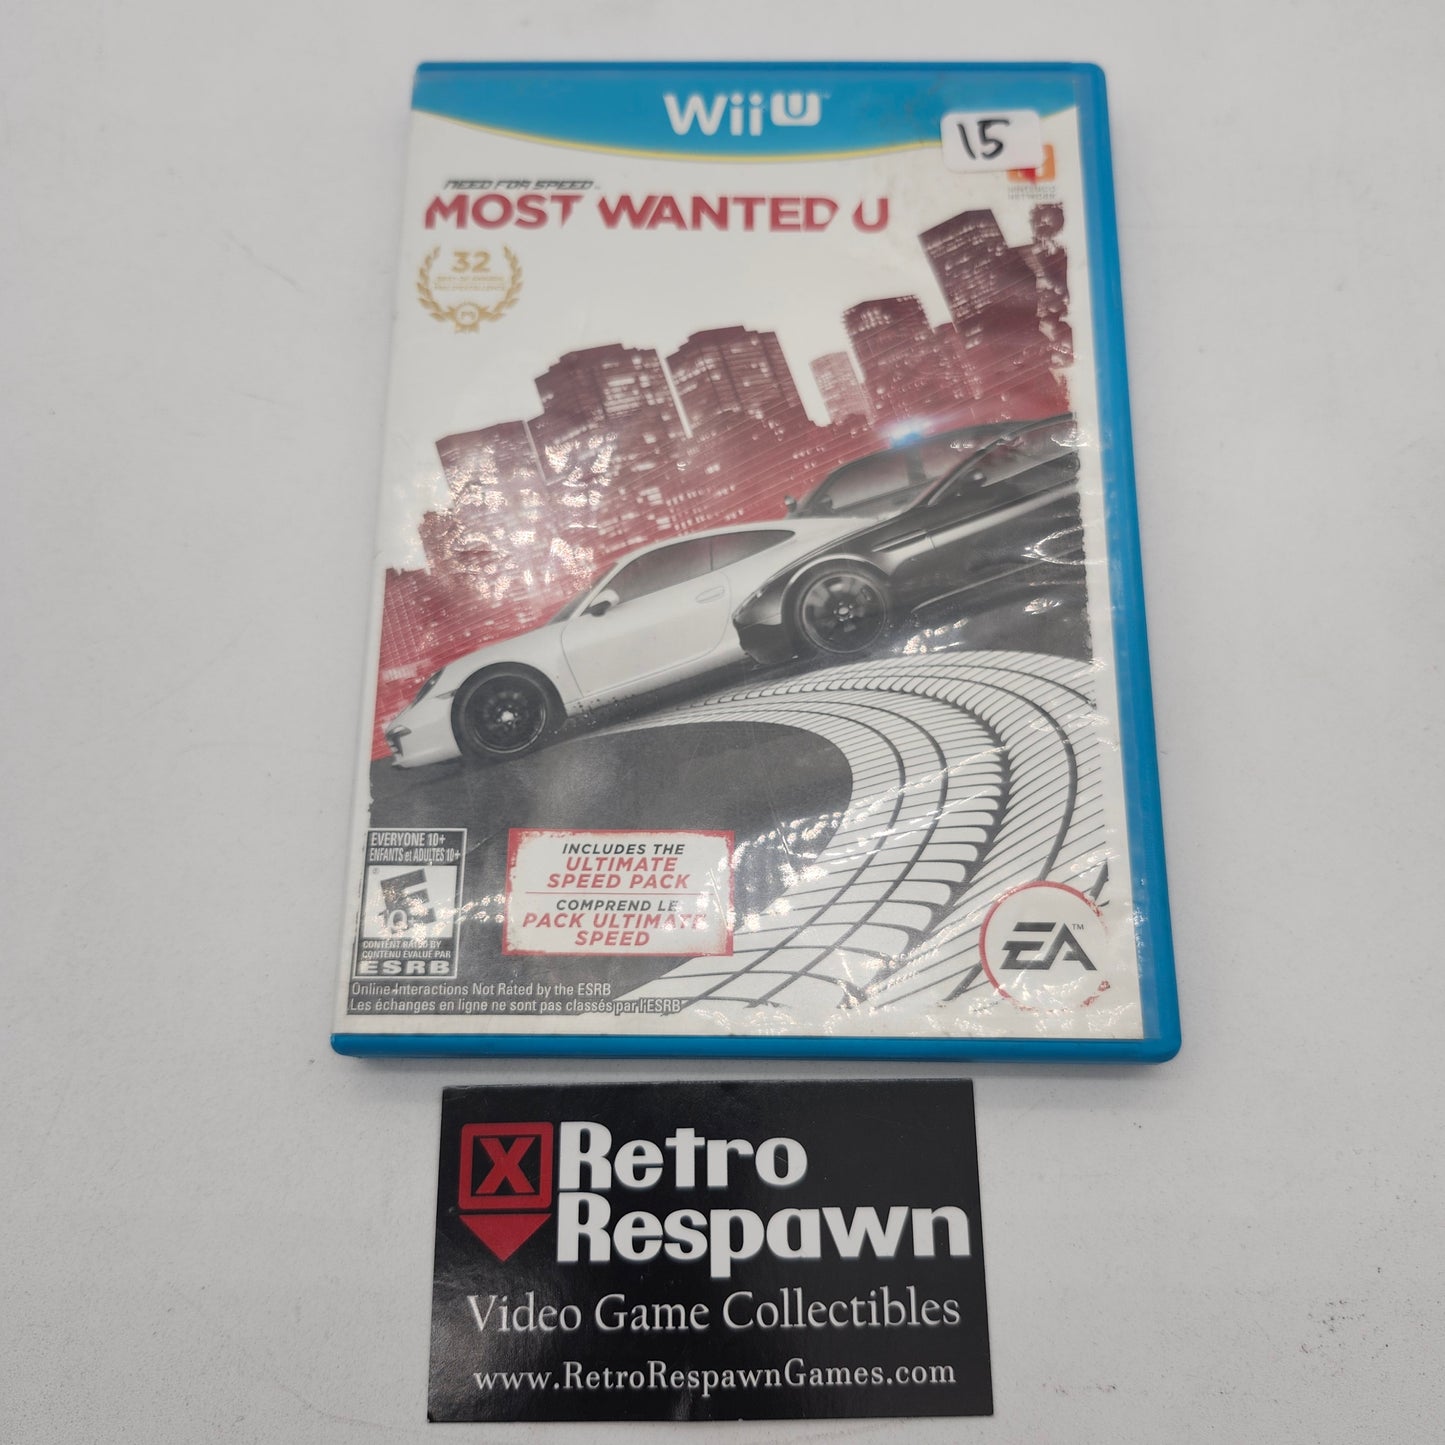 Wii U
15
NEED FOR SPEED
MOST WANTED U
NINTENDO
NETWORK
32
EVERYONE 10+
ENFANTS et ADULTES 10+
E
10+
CONTENT RATED BY
CONTENU ÉVALUÉ PAR
ESRB
INCLUDES THE
ULTIMATE
SPEED PACK
COMPREND LE
PACK ULTIMATE
SPEED
EA™
Online Interactions Not Rated by the ESRB
Les échanges en ligne ne sont pas classés par l'ESRB
X Retro
Respawn
Video Game Collectibles
www.RetroRespawnGames.com